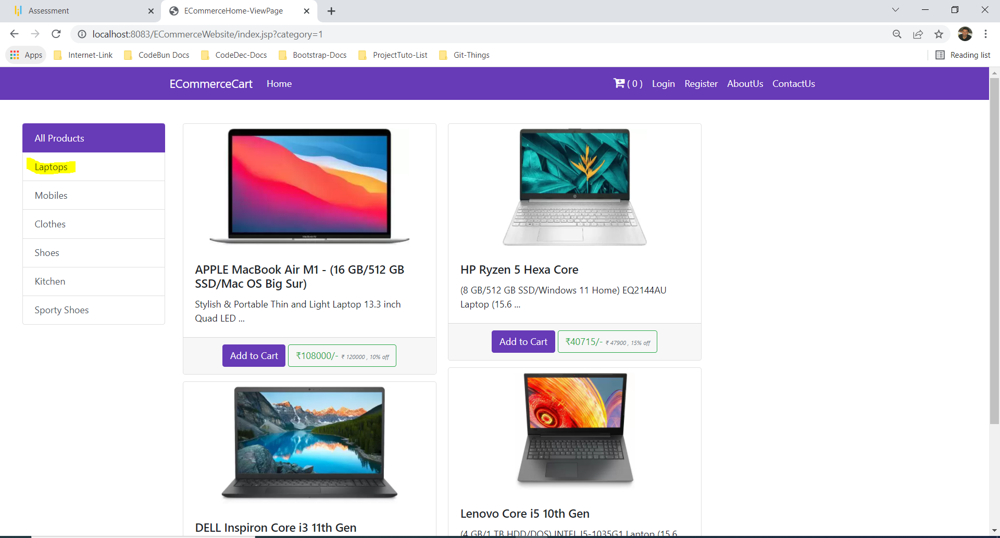 Assessment
ECommerceHome-ViewPage
localhost:8083/ECommerceWebsite/index.jsp?category=1
Apps
Internet-Link
CodeBun Docs
CodeDec-Docs
Bootstrap-Docs
ProjectTuto-List
Git-Things
Reading list
ECommerceCart
Home
( 0 )
Login
Register
AboutUs
ContactUs
All Products
Laptops
Mobiles
Clothes
Shoes
Kitchen
Sporty Shoes
APPLE MacBook Air M1 - (16 GB/512 GB
SSD/Mac OS Big Sur)
Stylish & Portable Thin and Light Laptop 13.3 inch
Quad LED ...
Add to Cart
₹108000/- ₹ 120000 , 10% off
HP Ryzen 5 Hexa Core
(8 GB/512 GB SSD/Windows 11 Home) EQ2144AU
Laptop (15.6 ...
Add to Cart
₹40715/- ₹ 47900 , 15% off
DELL Inspiron Core i3 11th Gen
Lenovo Core i5 10th Gen
(4 GB/1 TB HDD/DOS) INTEL I5-1035G1 Laptop (15.6